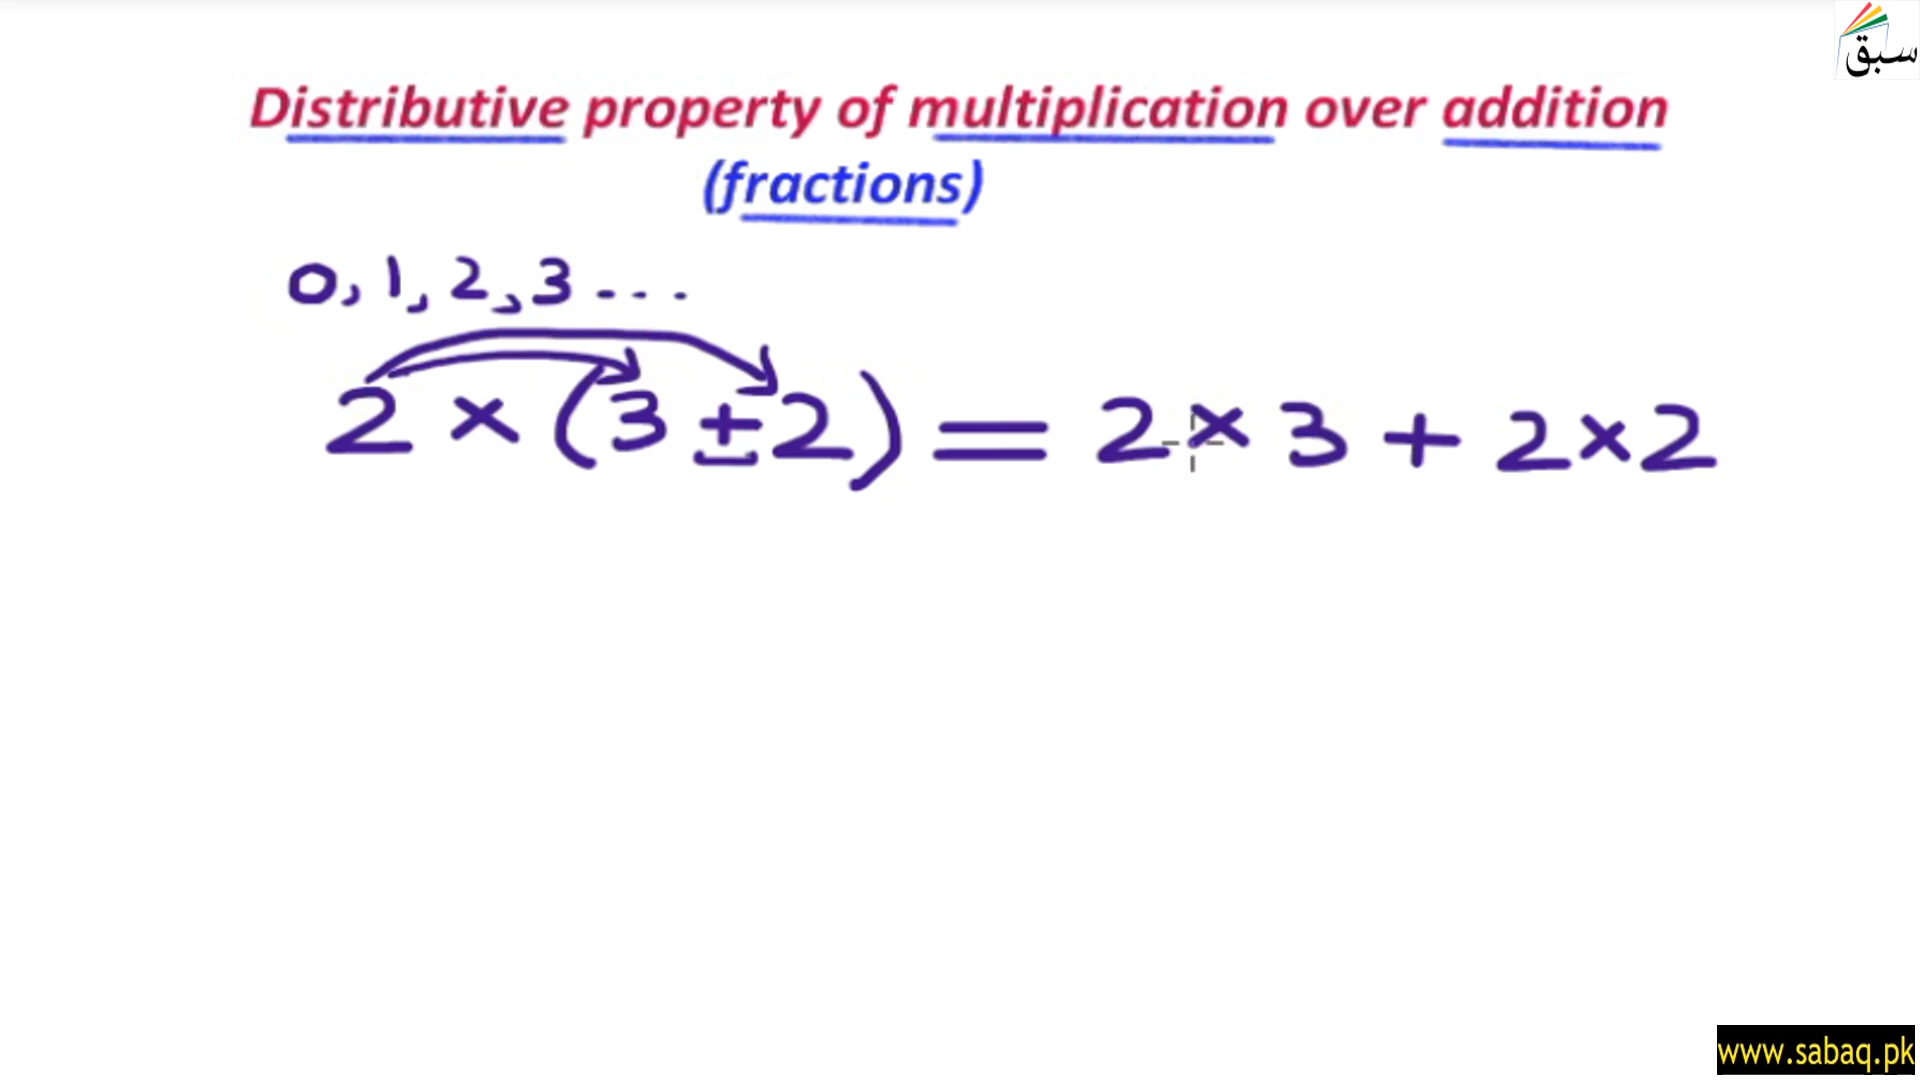 سبق
Distributive property of multiplication over addition
(fractions)
0, 1, 2, 3 ...
2 × (3 + 2) = 2 × 3 + 2 × 2
www.sabaq.pk